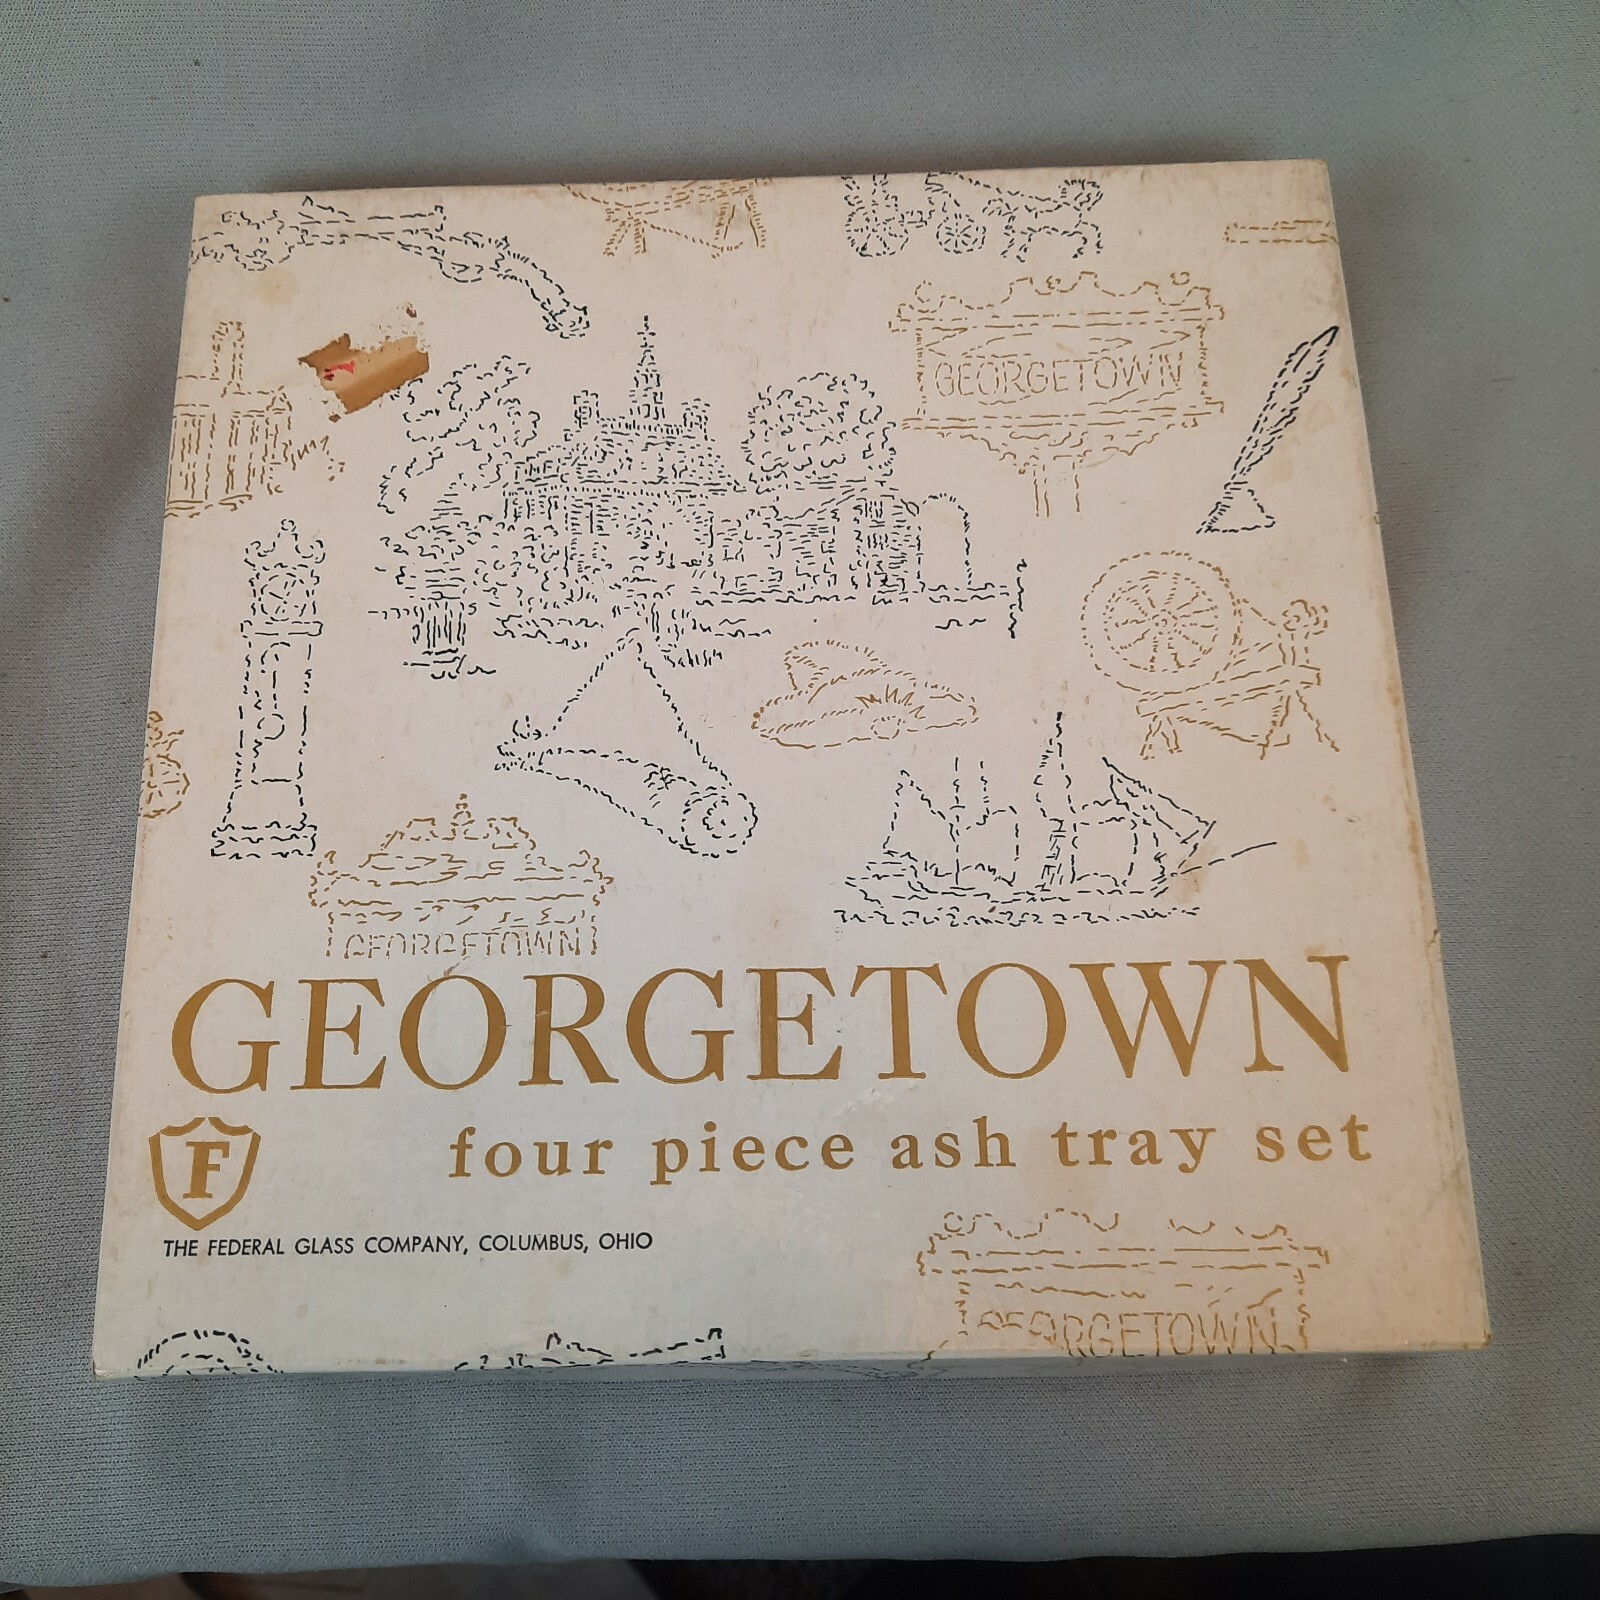 GEORGETOWN
GEORGETOWN
GEORGETOWN
four piece ash tray set
F
THE FEDERAL GLASS COMPANY, COLUMBUS, OHIO
GEORGETOWN